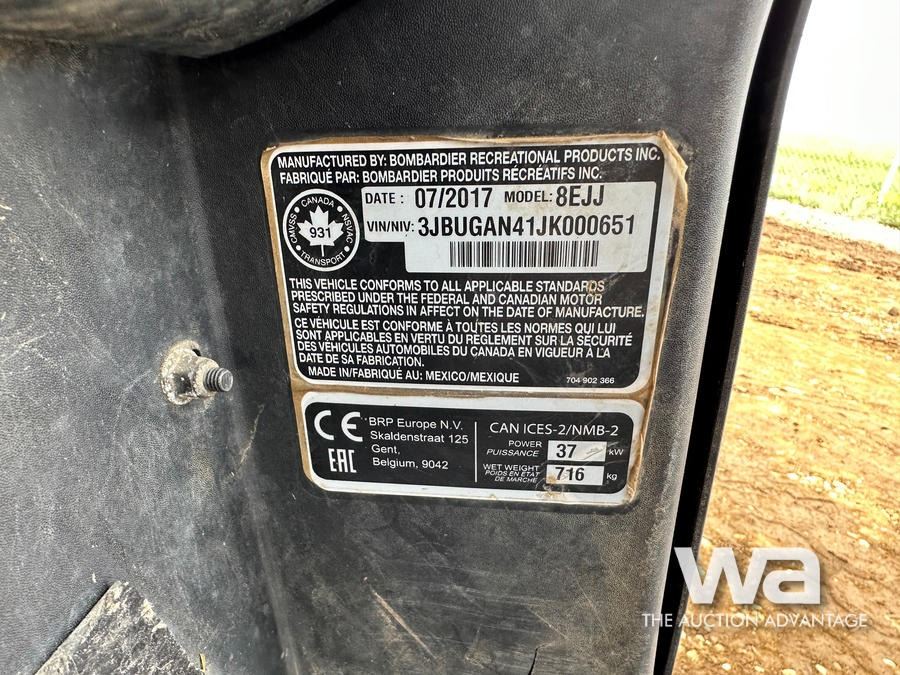 MANUFACTURED BY: BOMBARDIER RECREATIONAL PRODUCTS INC.
FABRIQUÉ PAR: BOMBARDIER PRODUITS RÉCRÉATIFS INC.
CANADA
CMVSS
931
NSVAC
TRANSPORT
DATE : 07/2017 MODEL: 8EJJ
VIN/NIV: 3JBUGAN41JK000651
THIS VEHICLE CONFORMS TO ALL APPLICABLE STANDARDS
PRESCRIBED UNDER THE FEDERAL AND CANADIAN MOTOR
SAFETY REGULATIONS IN AFFECT ON THE DATE OF MANUFACTURE.
CE VÉHICULE EST CONFORME À TOUTES LES NORMES QUI LUI
SONT APPLICABLES EN VERTU DU RÈGLEMENT SUR LA SÉCURITÉ
DES VÉHICULES AUTOMOBILES DU CANADA EN VIGUEUR À LA
DATE DE SA FABRICATION.
MADE IN/FABRIQUÉ AU: MEXICO/MEXIQUE
704 902 366
CE
EAC
BRP Europe N.V.
Skaldenstraat 125
Gent,
Belgium, 9042
CAN ICES-2/NMB-2
POWER
PUISSANCE
37 kW
WET WEIGHT
POIDS EN ÉTAT
DE MARCHE
716 kg
wa
THE AUCTION ADVANTAGE